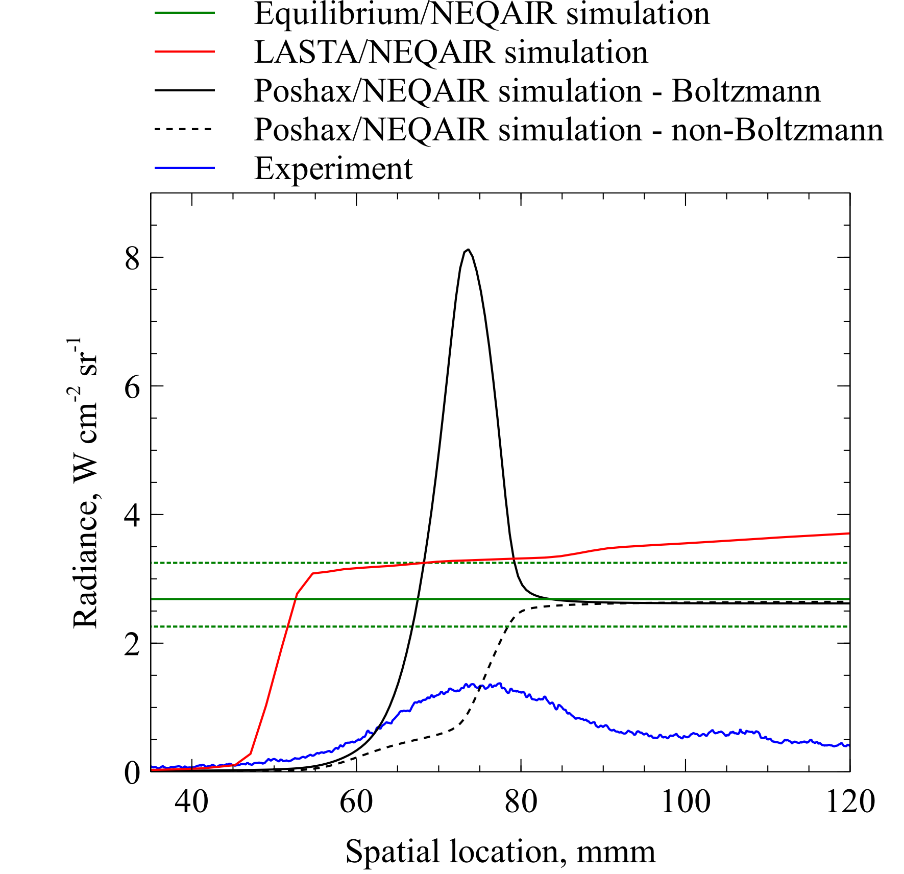 Equilibrium/NEQAIR simulation
LASTA/NEQAIR simulation
Poshax/NEQAIR simulation - Boltzmann
Poshax/NEQAIR simulation - non-Boltzmann
Experiment
8
6
4
2
0
Radiance, W cm-2 sr-1
40 60 80 100 120
Spatial location, mmm